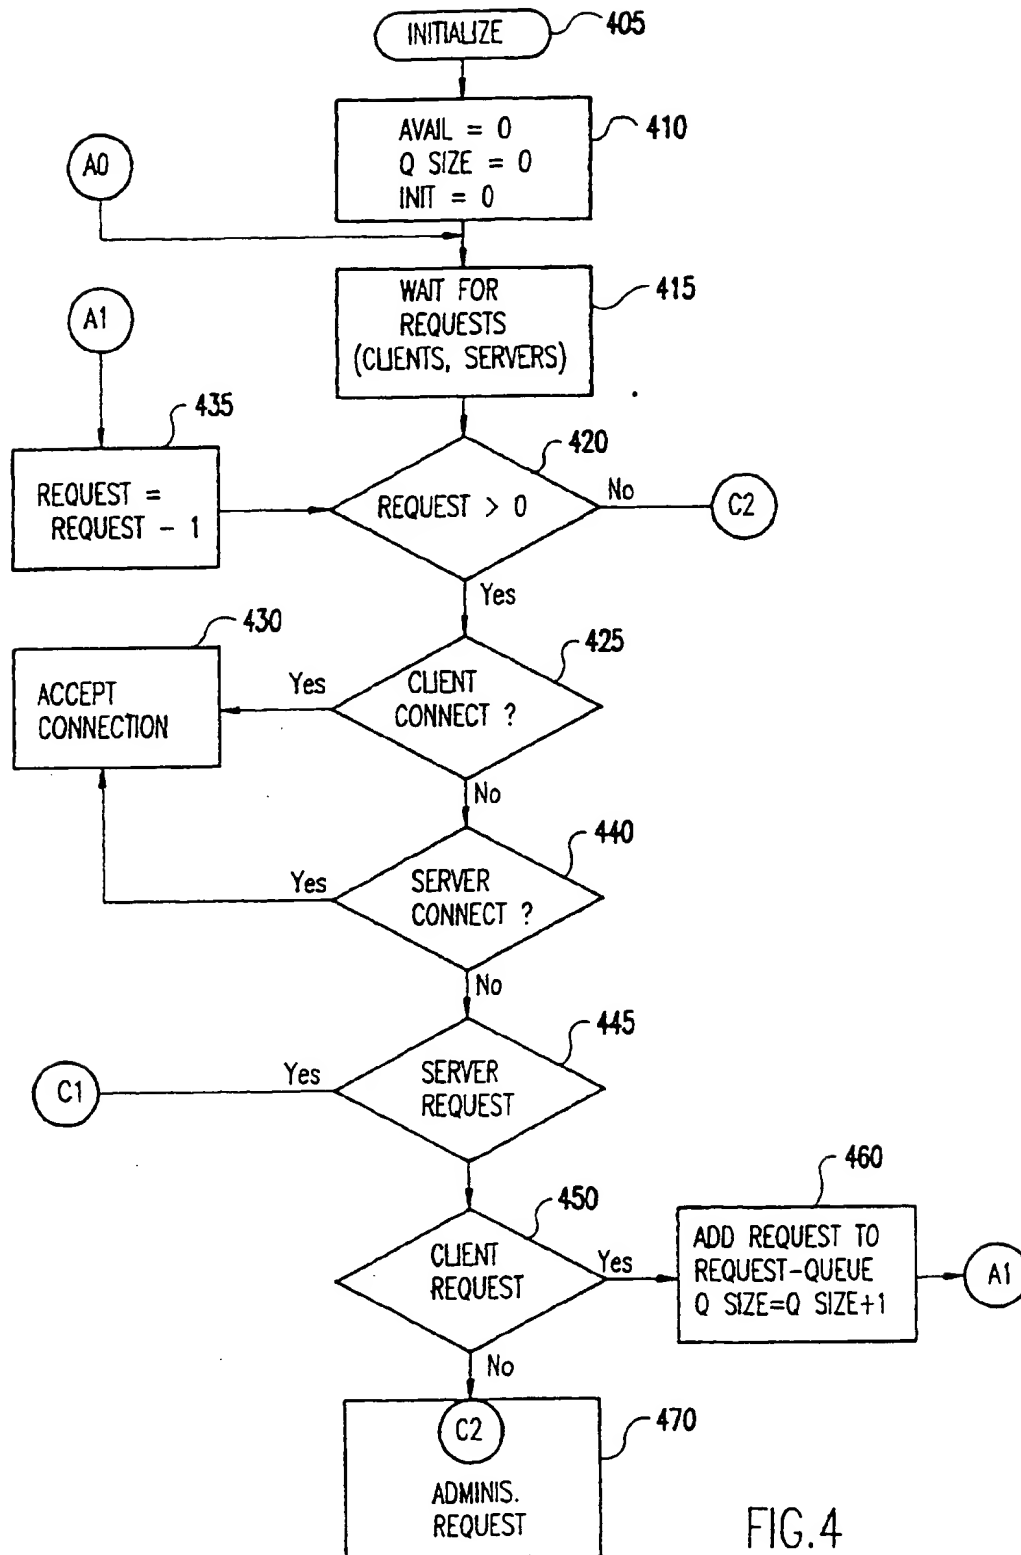 INITIALIZE
405
AVAIL = 0
Q SIZE = 0
INIT = 0
410
A0
WAIT FOR
REQUESTS
(CLIENTS, SERVERS)
415
A1
435
REQUEST =
REQUEST - 1
420
REQUEST > 0
No
C2
Yes
430
ACCEPT
CONNECTION
Yes
425
CLIENT
CONNECT ?
No
440
Yes
SERVER
CONNECT ?
No
445
C1
Yes
SERVER
REQUEST
450
CLIENT
REQUEST
Yes
460
ADD REQUEST TO
REQUEST-QUEUE
Q SIZE=Q SIZE+1
A1
No
C2
470
ADMINIS.
REQUEST
FIG.4